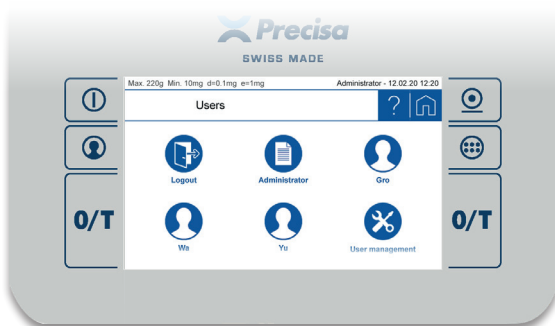 Precisa
SWISS MADE
Max. 220g Min. 10mg d=0.1mg e=1mg
Administrator - 12.02.20 12:20
Users
?
Logout
Administrator
Gro
0/T
0/T
Wa
Yu
User management